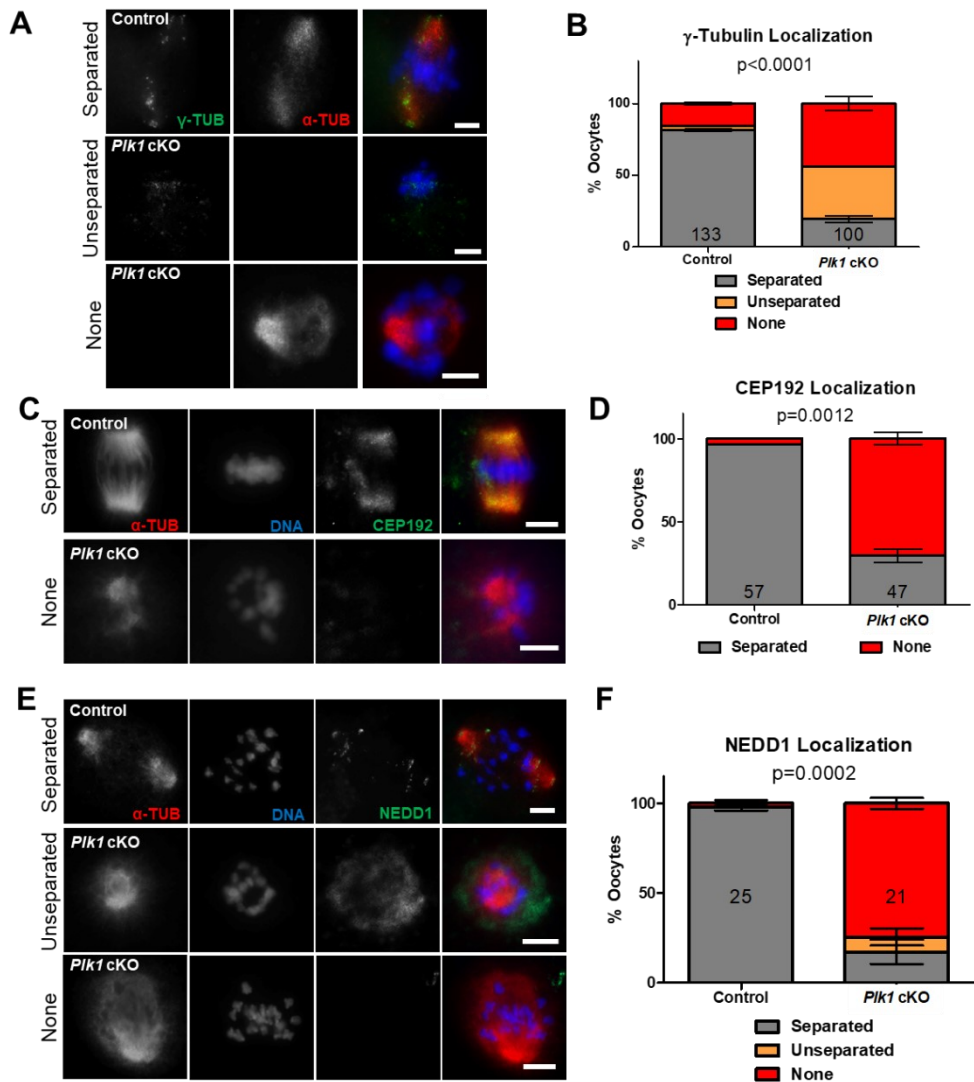 A
Separated
Control
γ-TUB
α-TUB
Unseparated
Plk1 cKO
None
Plk1 cKO
B
γ-Tubulin Localization
p<0.0001
% Oocytes
100
50
0
133
100
Control
Plk1 cKO
Separated
Unseparated
None
C
Separated
Control
α-TUB
DNA
CEP192
None
Plk1 cKO
D
CEP192 Localization
p=0.0012
% Oocytes
100
50
0
57
47
Control
Plk1 cKO
Separated
None
E
Separated
Control
α-TUB
DNA
NEDD1
Unseparated
Plk1 cKO
None
Plk1 cKO
F
NEDD1 Localization
p=0.0002
% Oocytes
100
50
0
25
21
Control
Plk1 cKO
Separated
Unseparated
None